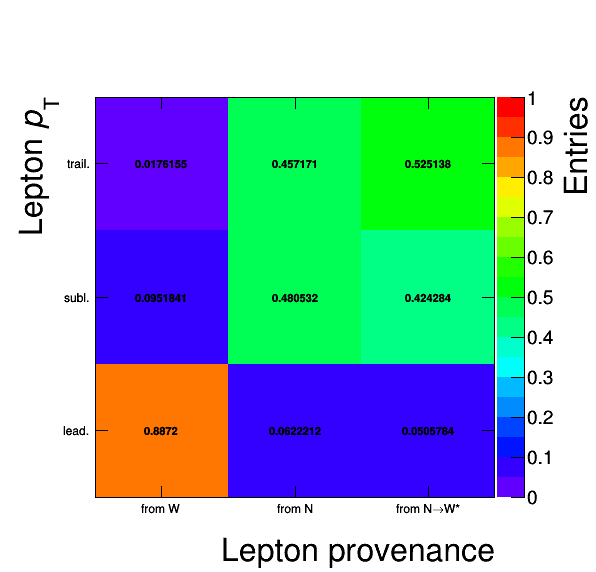 Lepton pT
Entries
1
0.9
0.8
0.7
0.6
0.5
0.4
0.3
0.2
0.1
0
trail. 0.0176155 0.457171 0.525138
subl. 0.0951841 0.480532 0.424284
lead. 0.8872 0.0622212 0.0505784
from W from N from N→W*
Lepton provenance